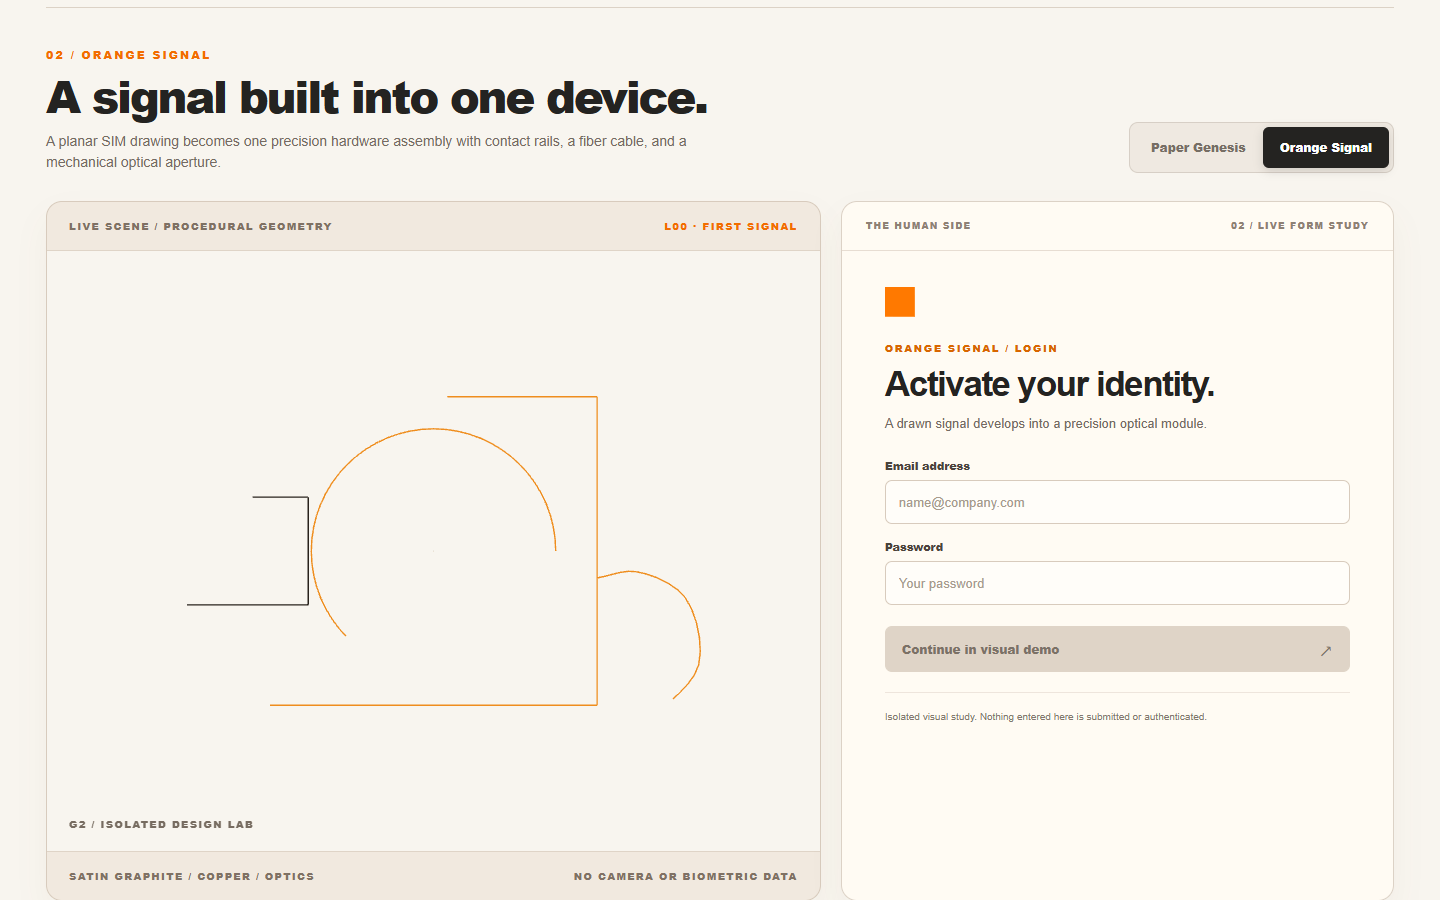 02 / ORANGE SIGNAL
A signal built into one device.
A planar SIM drawing becomes one precision hardware assembly with contact rails, a fiber cable, and a
mechanical optical aperture.
Paper Genesis
Orange Signal
LIVE SCENE / PROCEDURAL GEOMETRY
L00 · FIRST SIGNAL
G2 / ISOLATED DESIGN LAB
SATIN GRAPHITE / COPPER / OPTICS
NO CAMERA OR BIOMETRIC DATA
THE HUMAN SIDE
02 / LIVE FORM STUDY
ORANGE SIGNAL / LOGIN
Activate your identity.
A drawn signal develops into a precision optical module.
Email address
name@company.com
Password
Your password
Continue in visual demo ↗
Isolated visual study. Nothing entered here is submitted or authenticated.